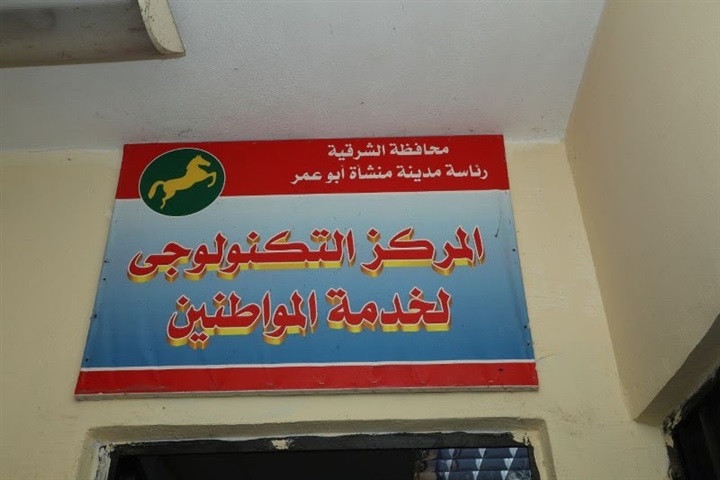 محافظة الشرقية
رئاسة مدينة منشأة أبو عمر
المركز التكنولوجى
لخدمة المواطنين